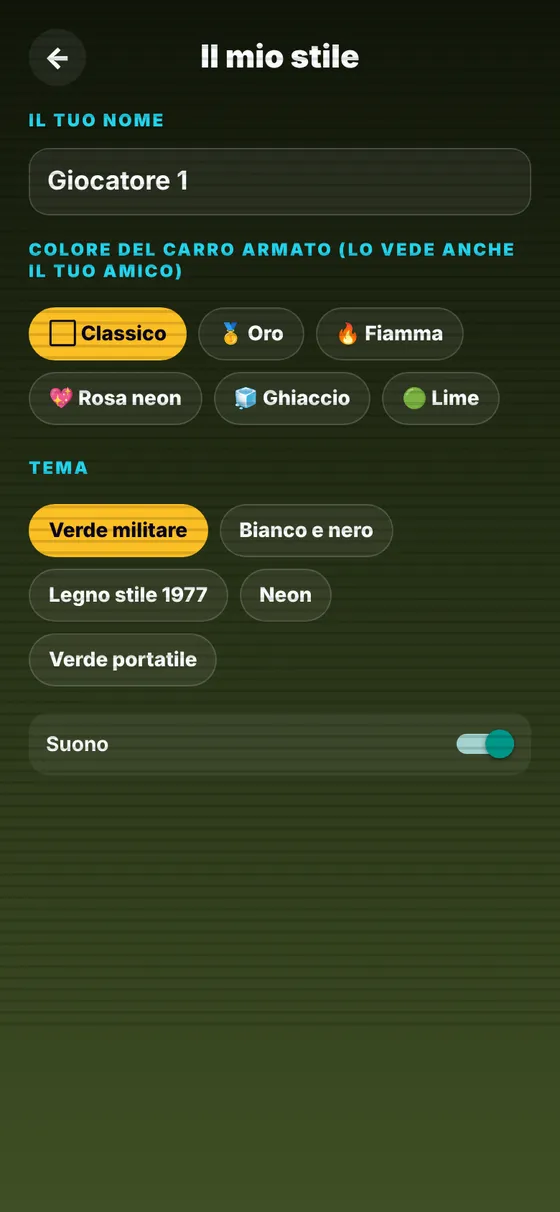 Il mio stile
IL TUO NOME
Giocatore 1
COLORE DEL CARRO ARMATO (LO VEDE ANCHE
IL TUO AMICO)
Classico
🥇 Oro
🔥 Fiamma
💖 Rosa neon
🧊 Ghiaccio
🟢 Lime
TEMA
Verde militare
Bianco e nero
Legno stile 1977
Neon
Verde portatile
Suono